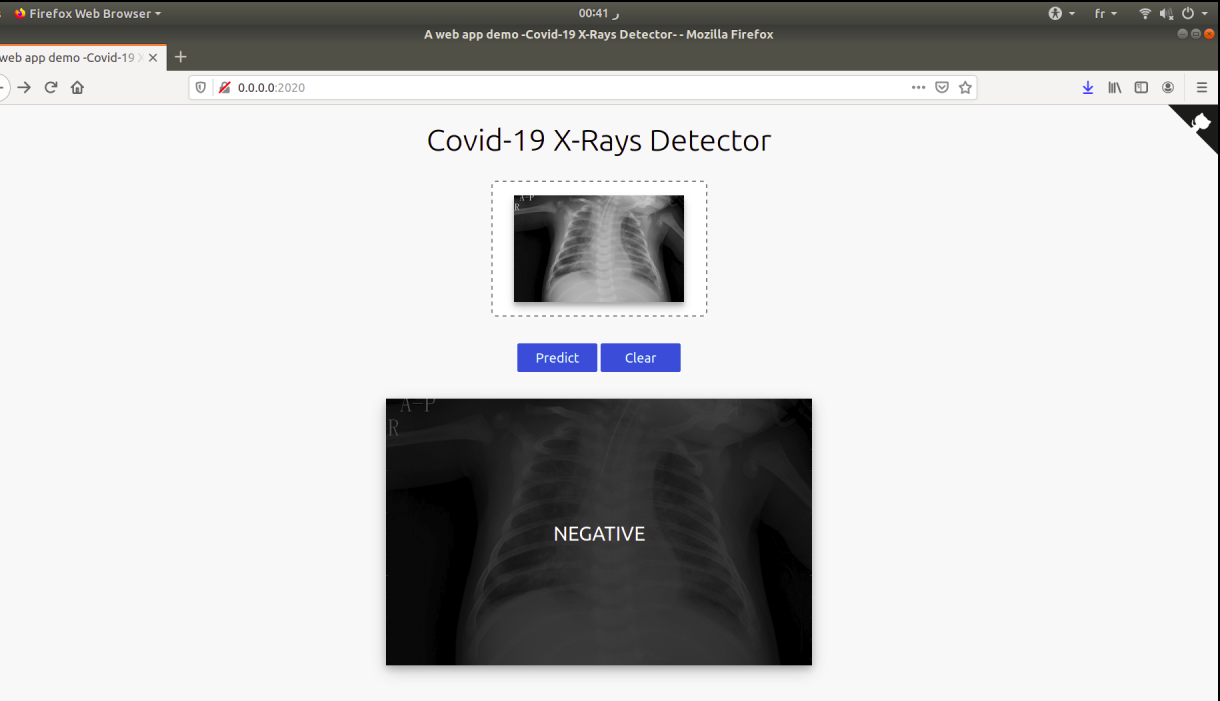 Firefox Web Browser
00:41 ر
fr
A web app demo -Covid-19 X-Rays Detector- - Mozilla Firefox
web app demo -Covid-19
0.0.0.0:2020
Covid-19 X-Rays Detector
A-P
R
Predict
Clear
A-P
R
NEGATIVE